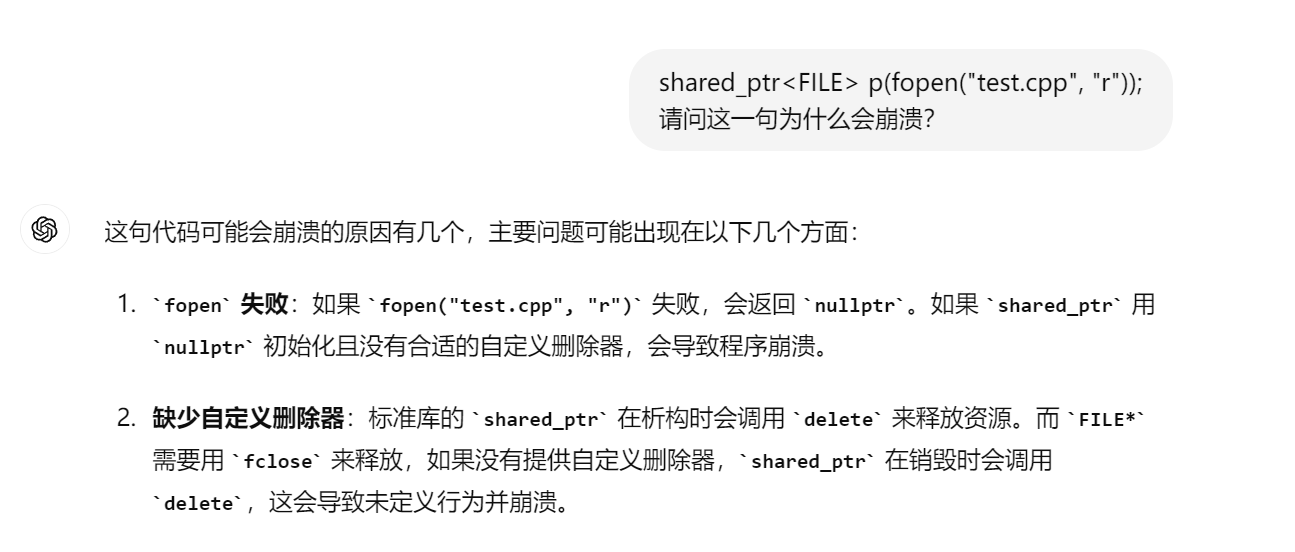 shared_ptr<FILE> p(fopen("test.cpp", "r"));
请问这一句为什么会崩溃?
这句代码可能会崩溃的原因有几个，主要问题可能出现在以下几个方面：
1. `fopen` 失败：如果 `fopen("test.cpp", "r")` 失败，会返回 `nullptr`。如果 `shared_ptr` 用
`nullptr` 初始化且没有合适的自定义删除器，会导致程序崩溃。
2. 缺少自定义删除器：标准库的 `shared_ptr` 在析构时会调用 `delete` 来释放资源。而 `FILE*`
需要用 `fclose` 来释放，如果没有提供自定义删除器，`shared_ptr` 在销毁时会调用
`delete`，这会导致未定义行为并崩溃。